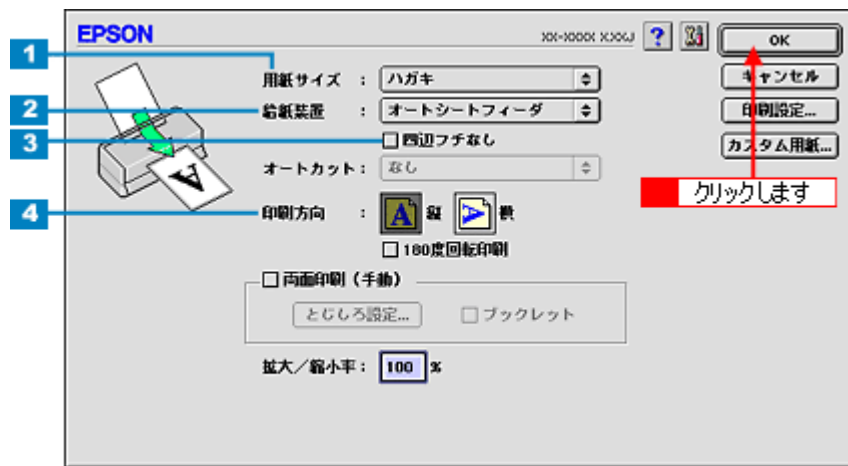 EPSON
XX-XXXX X.XX ?
OK
1
用紙サイズ : ハガキ
キャンセル
2
給紙装置 : オートシートフィーダ
印刷設定...
3
四辺フチなし
カスタム用紙...
オートカット: なし
クリックします
4
印刷方向 : A 縦 A 横
180度回転印刷
両面印刷(手動)
とじしろ設定... ブックレット
拡大/縮小率: 100 %
A